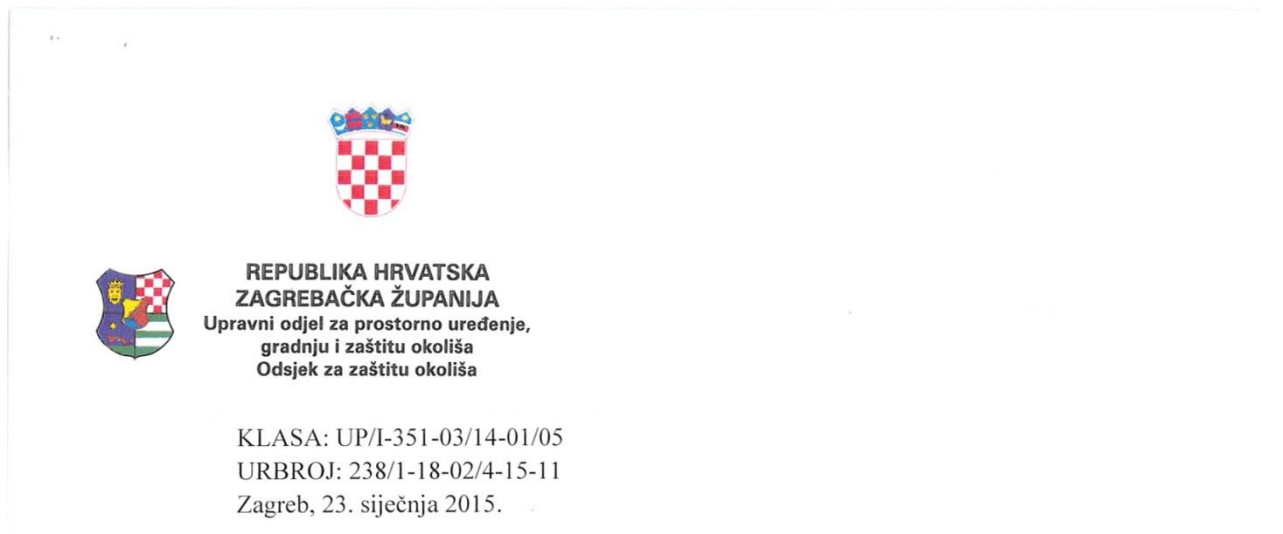 REPUBLIKA HRVATSKA
ZAGREBAČKA ŽUPANIJA
Upravni odjel za prostorno uređenje,
gradnju i zaštitu okoliša
Odsjek za zaštitu okoliša
KLASA: UP/I-351-03/14-01/05
URBROJ: 238/1-18-02/4-15-11
Zagreb, 23. siječnja 2015.